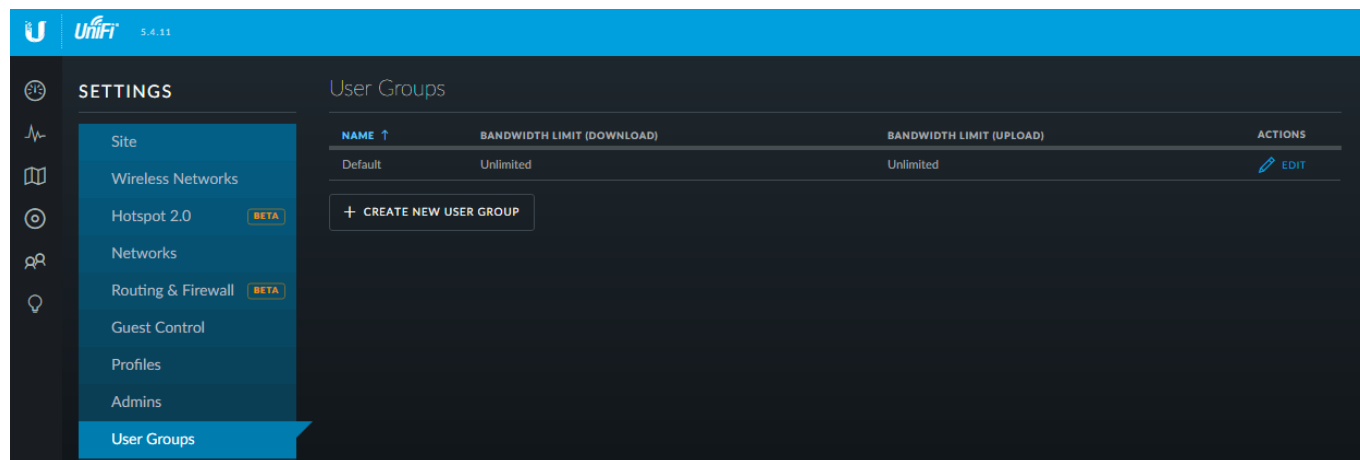 UniFi 5.4.11
SETTINGS
Site
Wireless Networks
Hotspot 2.0 BETA
Networks
Routing & Firewall BETA
Guest Control
Profiles
Admins
User Groups
User Groups
NAME ↑ BANDWIDTH LIMIT (DOWNLOAD) BANDWIDTH LIMIT (UPLOAD) ACTIONS
Default Unlimited Unlimited EDIT
+ CREATE NEW USER GROUP